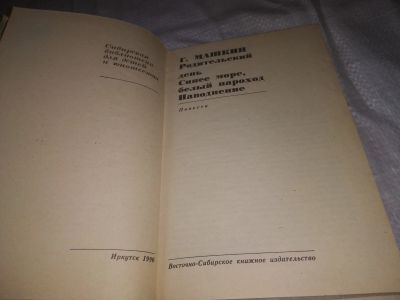 Сибирская
библиотека
для детей
и юношества
Иркутск 1990
Г. МАШКИН
Родительский
день
Синее море,
белый пароход
Наводнение
Повести
Восточно-Сибирское книжное издательство